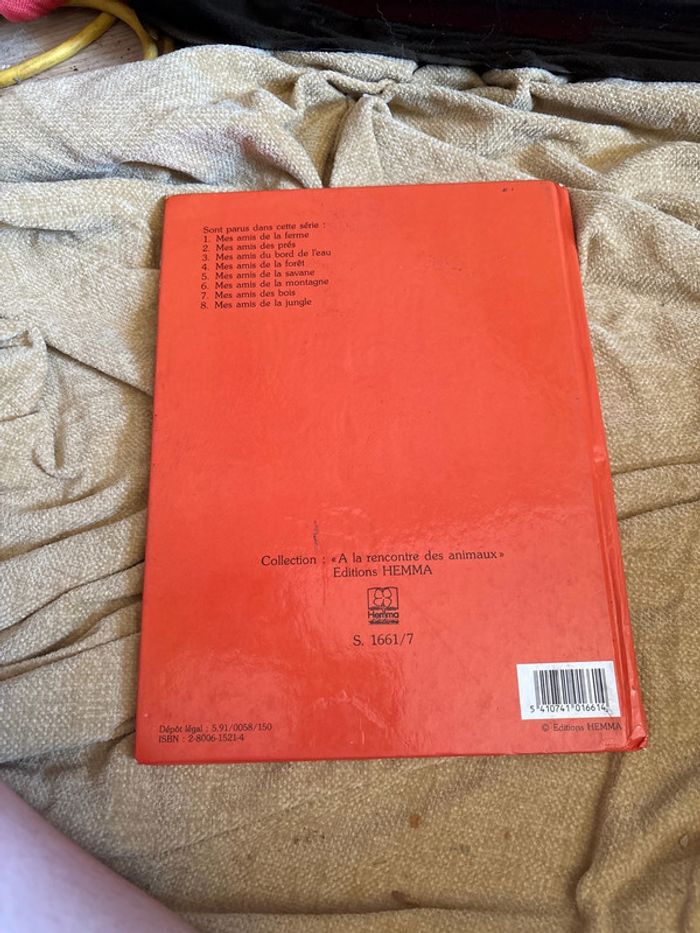 Sont parus dans cette série :
1. Mes amis de la ferme
2. Mes amis des prés
3. Mes amis du bord de l'eau
4. Mes amis de la forêt
5. Mes amis de la savane
6. Mes amis de la montagne
7. Mes amis des bois
8. Mes amis de la jungle
Collection : « A la rencontre des animaux »
Editions HEMMA
Hemma
S. 1661/7
5 410741 016614
Dépôt légal : 5.91/0058/150
ISBN : 2-8006-1521-4
© Editions HEMMA